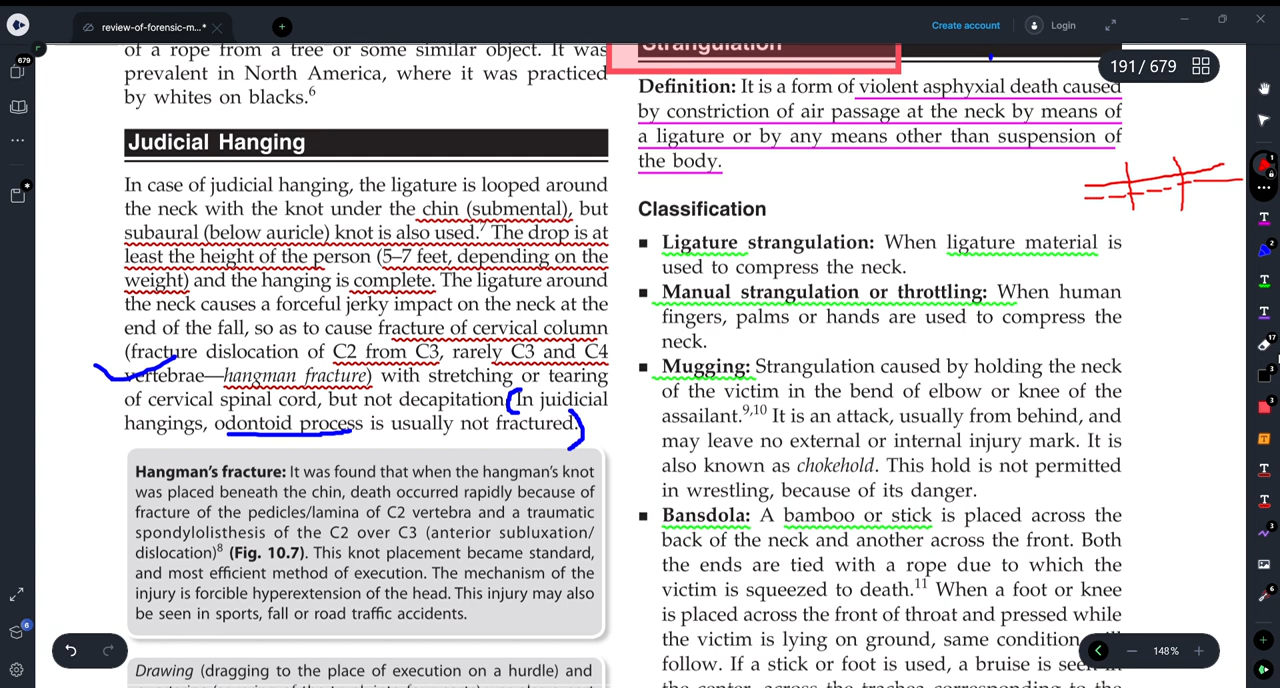 review-of-forensic-m...*
Create account
Login
679
191/ 679
of a rope from a tree or some similar object. It was
prevalent in North America, where it was practiced
by whites on blacks.6
Judicial Hanging
In case of judicial hanging, the ligature is looped around
the neck with the knot under the chin (submental), but
subaural (below auricle) knot is also used.7 The drop is at
least the height of the person (5–7 feet, depending on the
weight) and the hanging is complete. The ligature around
the neck causes a forceful jerky impact on the neck at the
end of the fall, so as to cause fracture of cervical column
(fracture dislocation of C2 from C3, rarely C3 and C4
vertebrae—hangman fracture) with stretching or tearing
of cervical spinal cord, but not decapitation. In juidicial
hangings, odontoid process is usually not fractured.
Hangman's fracture: It was found that when the hangman's knot
was placed beneath the chin, death occurred rapidly because of
fracture of the pedicles/lamina of C2 vertebra and a traumatic
spondylolisthesis of the C2 over C3 (anterior subluxation/
dislocation)8 (Fig. 10.7). This knot placement became standard,
and most efficient method of execution. The mechanism of the
injury is forcible hyperextension of the head. This injury may also
be seen in sports, fall or road traffic accidents.
Drawing (dragging to the place of execution on a hurdle) and
Strangulation
Definition: It is a form of violent asphyxial death caused
by constriction of air passage at the neck by means of
a ligature or by any means other than suspension of
the body.
Classification
■ Ligature strangulation: When ligature material is
used to compress the neck.
■ Manual strangulation or throttling: When human
fingers, palms or hands are used to compress the
neck.
■ Mugging: Strangulation caused by holding the neck
of the victim in the bend of elbow or knee of the
assailant.9,10 It is an attack, usually from behind, and
may leave no external or internal injury mark. It is
also known as chokehold. This hold is not permitted
in wrestling, because of its danger.
■ Bansdola: A bamboo or stick is placed across the
back of the neck and another across the front. Both
the ends are tied with a rope due to which the
victim is squeezed to death.11 When a foot or knee
is placed across the front of throat and pressed while
the victim is lying on ground, same condition
follow. If a stick or foot is used, a bruise is seen in
the center, across the trachea corresponding to the
148%